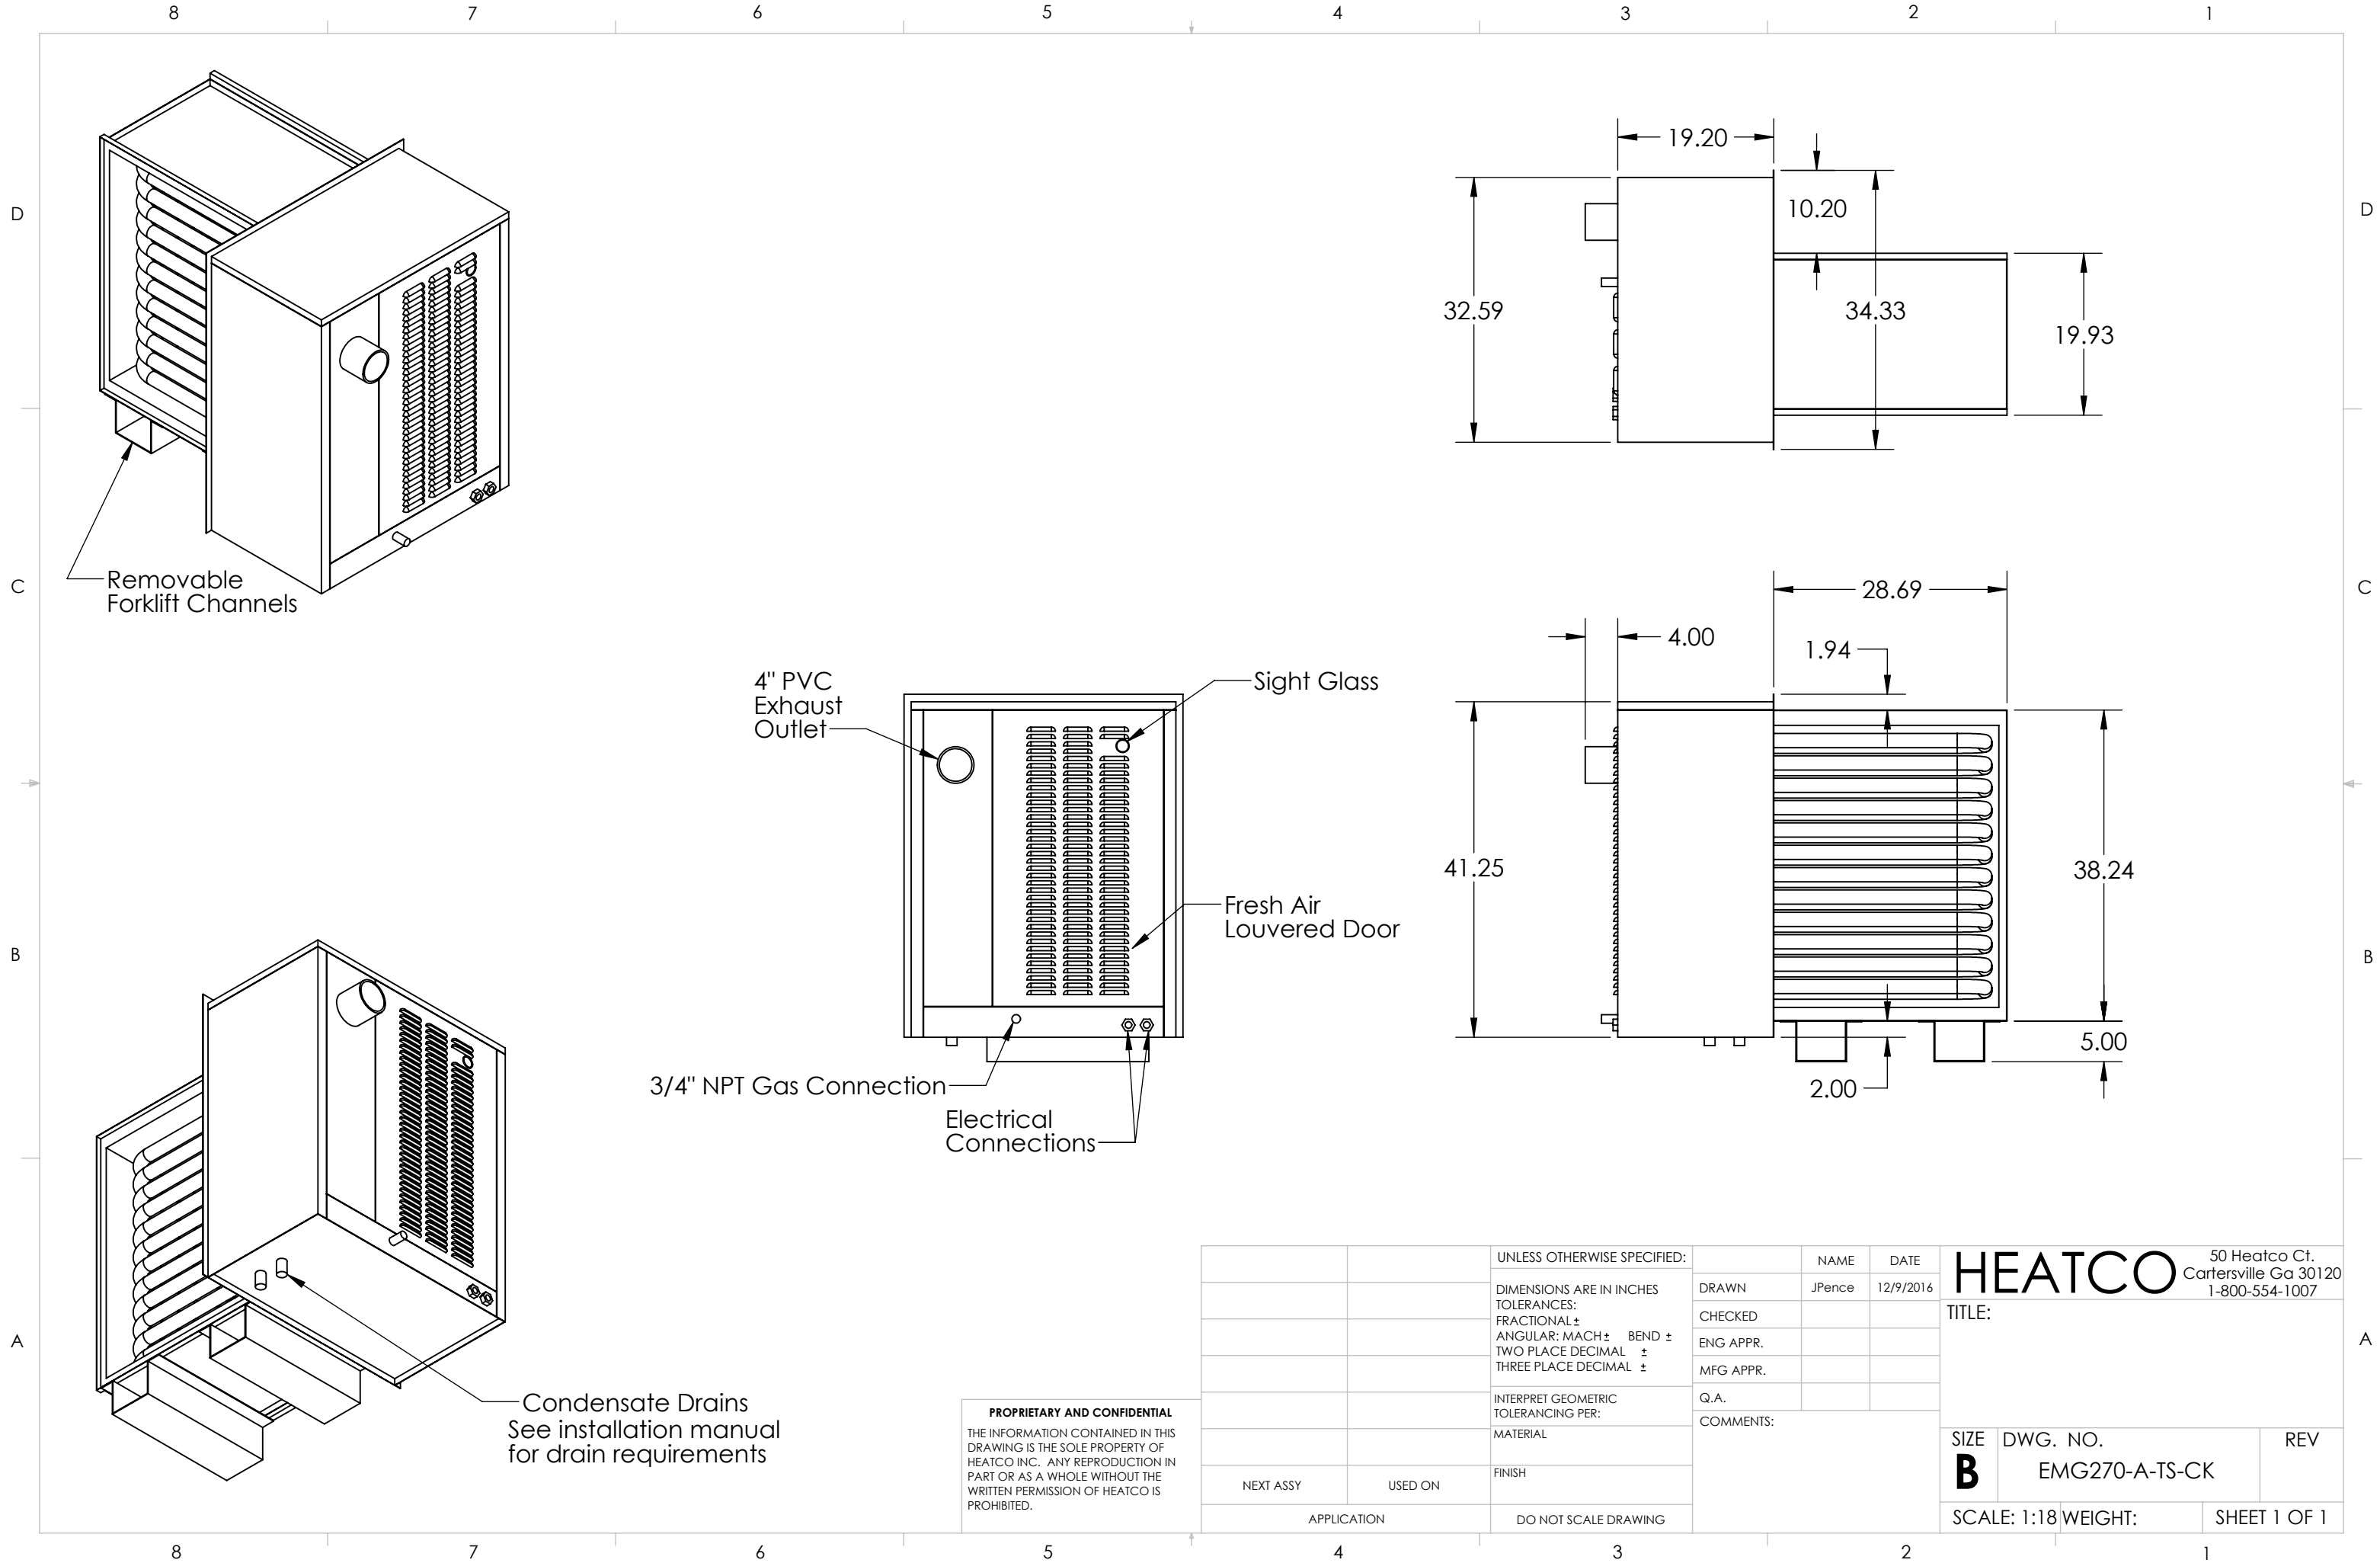 8 7 6 5 4 3 2 1
D D
C C
B B
A A
Removable
Forklift Channels
19.20
10.20
32.59
34.33
19.93
28.69
4.00
1.94
41.25
38.24
5.00
2.00
4" PVC
Exhaust
Outlet
Sight Glass
Fresh Air
Louvered Door
3/4" NPT Gas Connection
Electrical
Connections
Condensate Drains
See installation manual
for drain requirements
PROPRIETARY AND CONFIDENTIAL
THE INFORMATION CONTAINED IN THIS
DRAWING IS THE SOLE PROPERTY OF
HEATCO INC. ANY REPRODUCTION IN
PART OR AS A WHOLE WITHOUT THE
WRITTEN PERMISSION OF HEATCO IS
PROHIBITED.
NEXT ASSY USED ON
APPLICATION
UNLESS OTHERWISE SPECIFIED:
DIMENSIONS ARE IN INCHES
TOLERANCES:
FRACTIONAL ±
ANGULAR: MACH ± BEND ±
TWO PLACE DECIMAL ±
THREE PLACE DECIMAL ±
INTERPRET GEOMETRIC
TOLERANCING PER:
MATERIAL
FINISH
DO NOT SCALE DRAWING
NAME DATE
DRAWN JPence 12/9/2016
CHECKED
ENG APPR.
MFG APPR.
Q.A.
COMMENTS:
HEATCO
50 Heatco Ct.
Cartersville Ga 30120
1-800-554-1007
TITLE:
SIZE DWG. NO. REV
B EMG270-A-TS-CK
SCALE: 1:18 WEIGHT: SHEET 1 OF 1
8 7 6 5 4 3 2 1